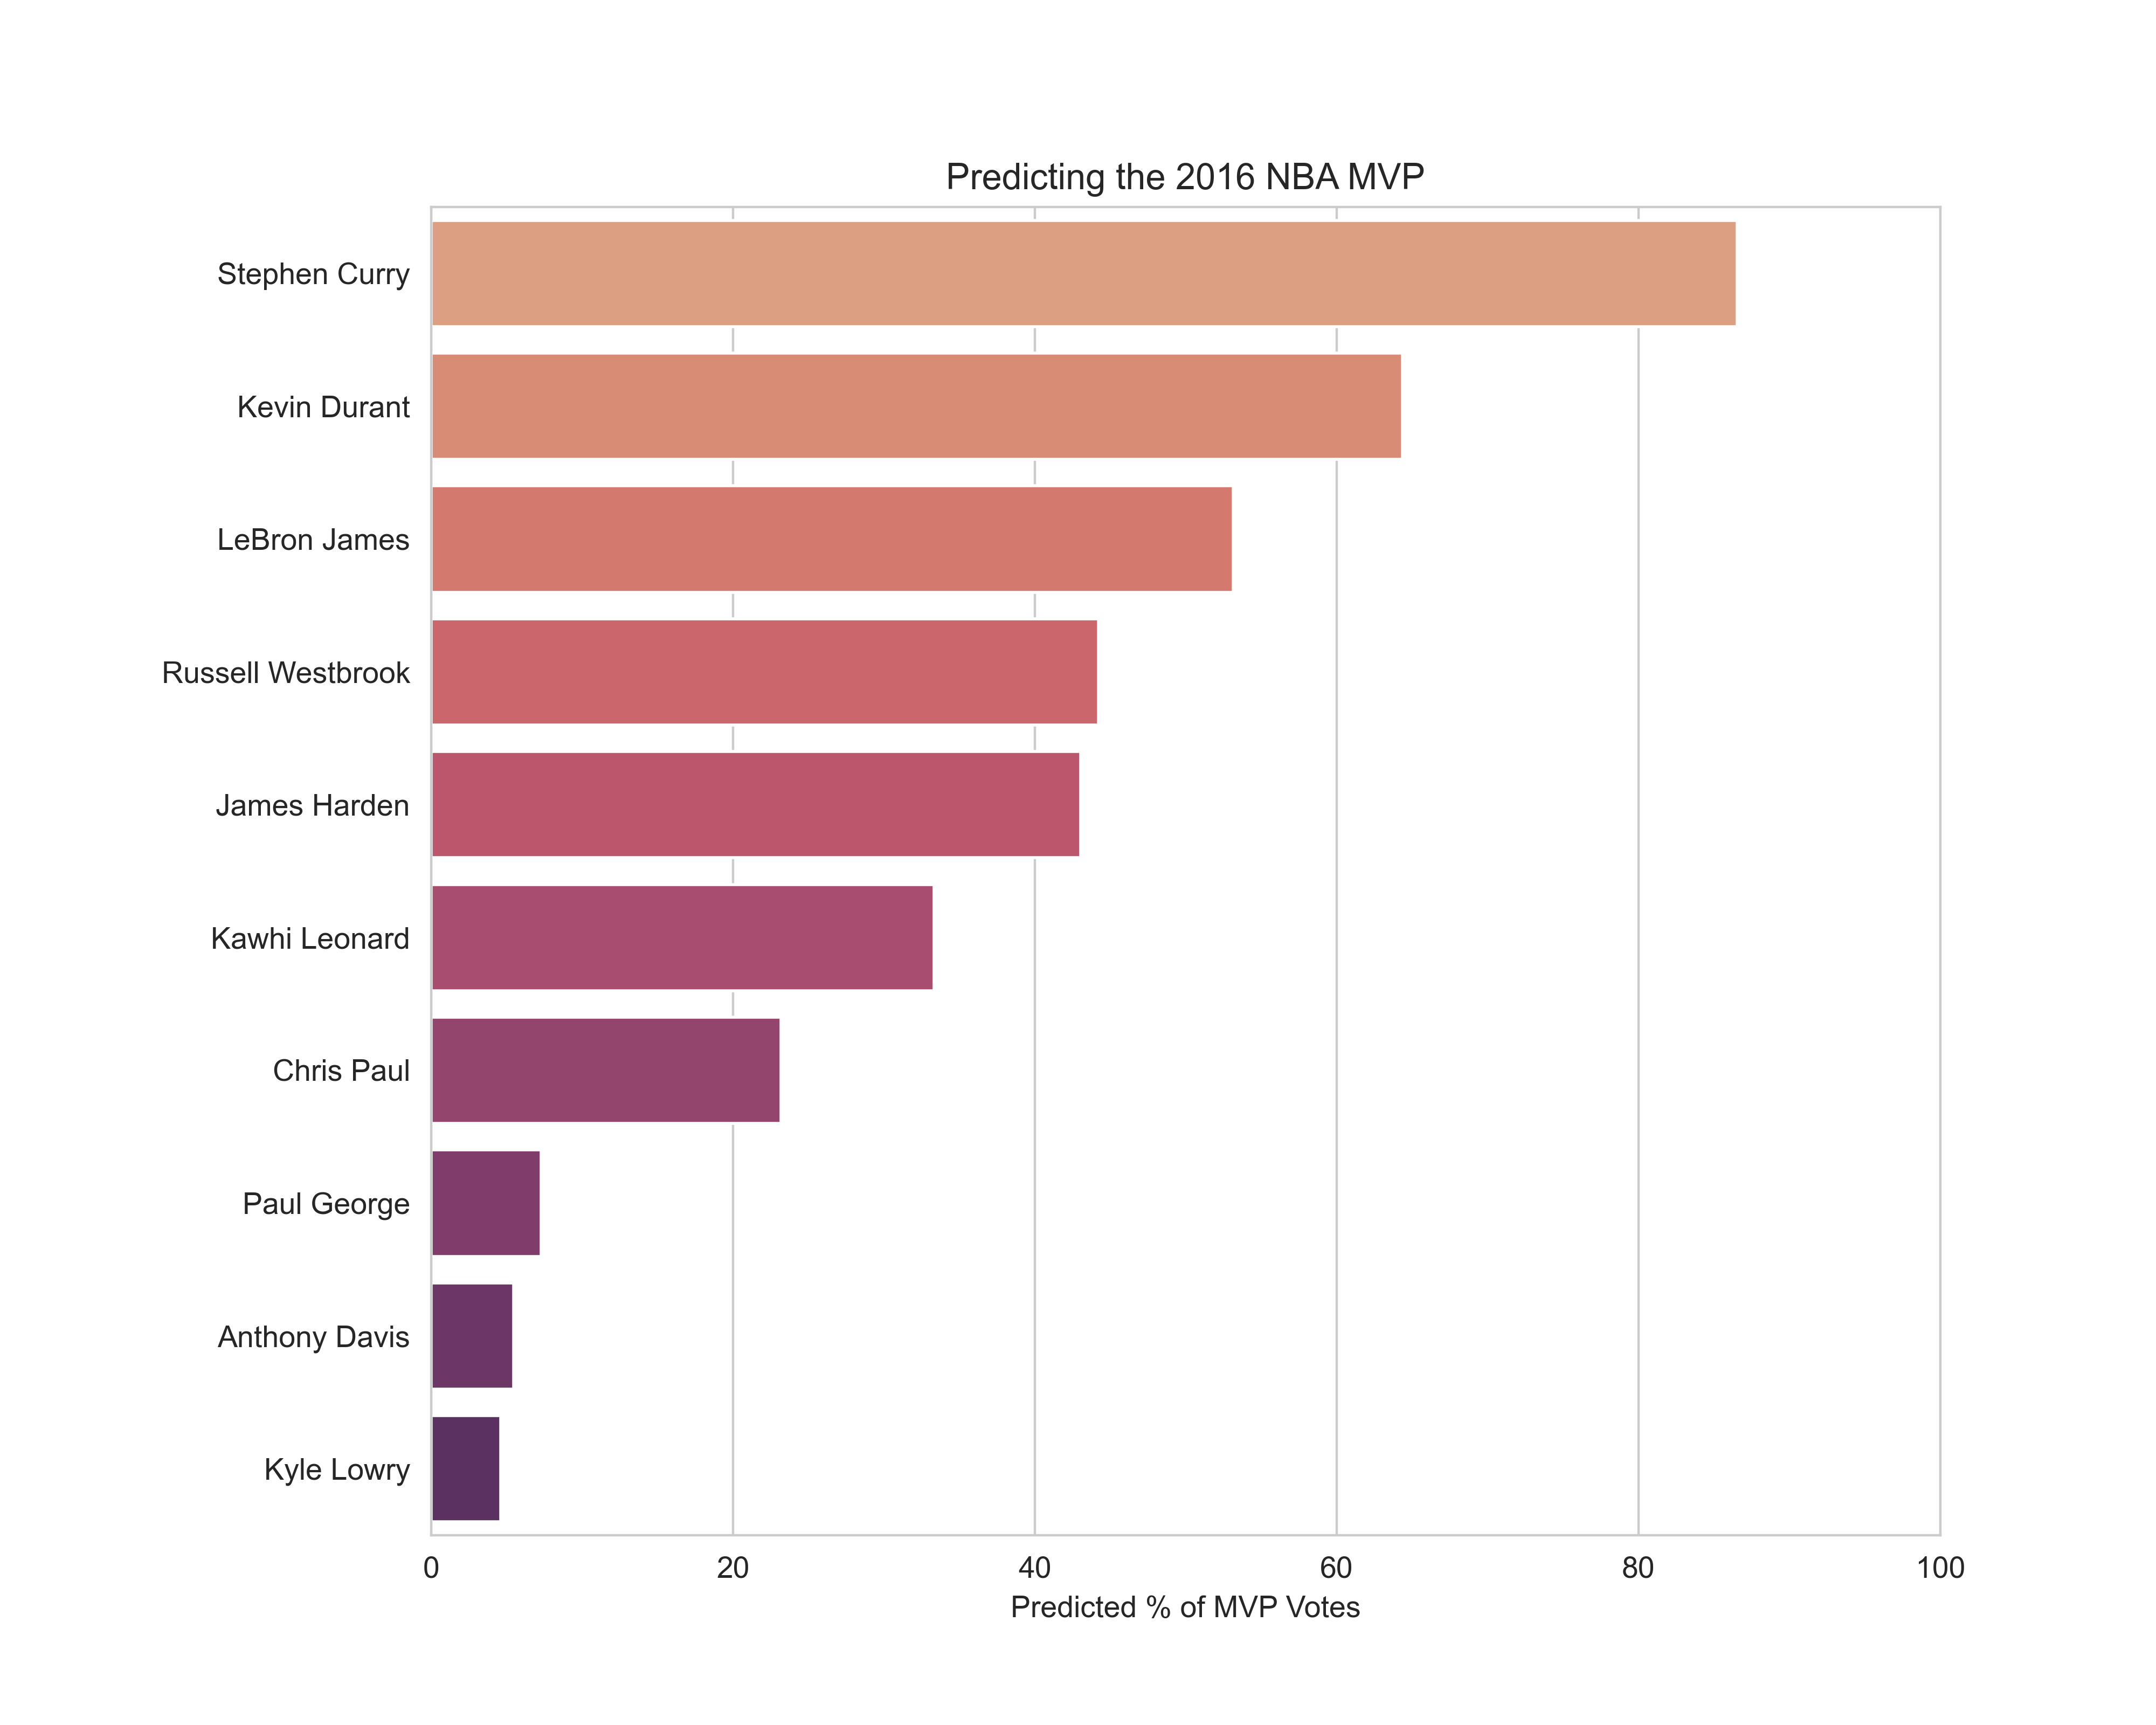 Predicting the 2016 NBA MVP
Stephen Curry
Kevin Durant
LeBron James
Russell Westbrook
James Harden
Kawhi Leonard
Chris Paul
Paul George
Anthony Davis
Kyle Lowry
0 20 40 60 80 100
Predicted % of MVP Votes